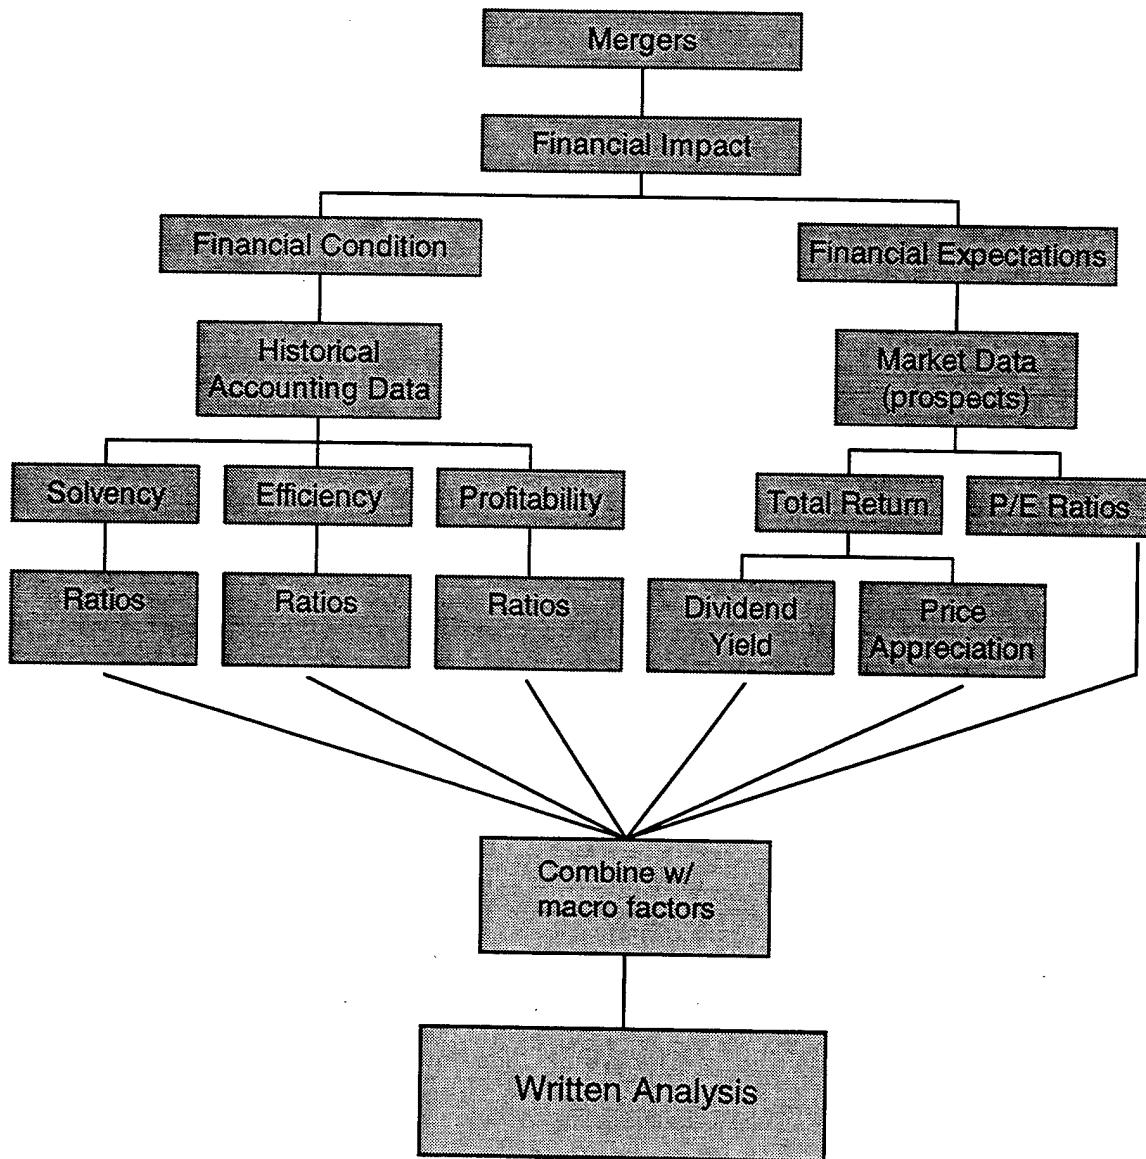 Mergers
Financial Impact
Financial Condition
Financial Expectations
Historical
Accounting Data
Market Data
(prospects)
Solvency
Efficiency
Profitability
Total Return
P/E Ratios
Ratios
Ratios
Ratios
Dividend
Yield
Price
Appreciation
Combine w/
macro factors
Written Analysis